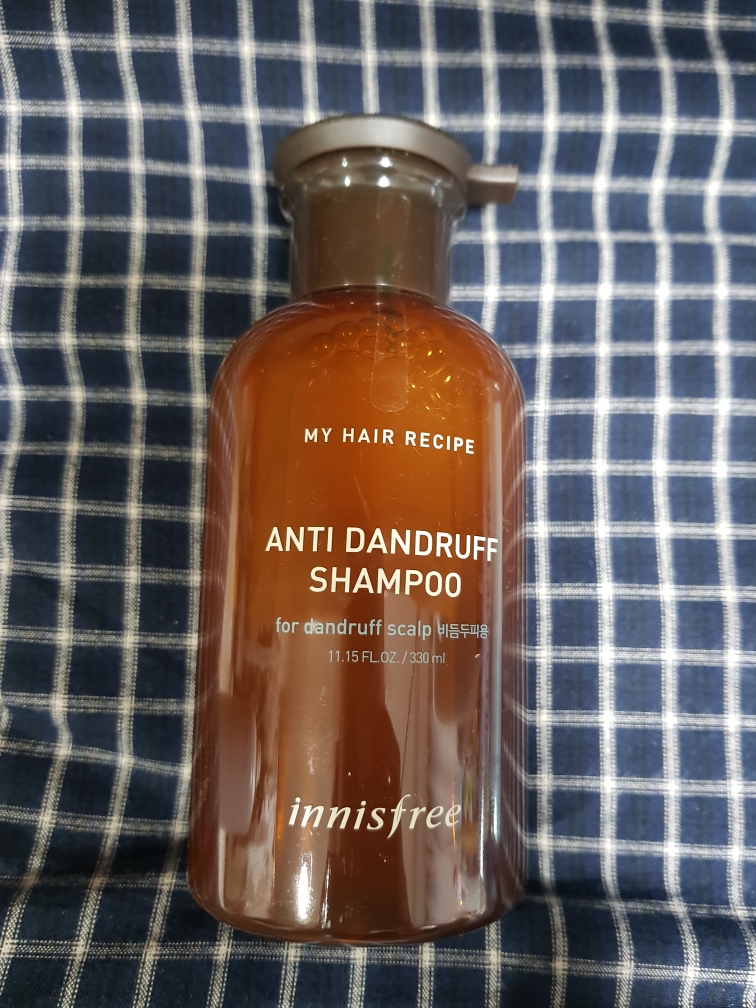 MY HAIR RECIPE
ANTI DANDRUFF
SHAMPOO
for dandruff scalp 비듬두피용
11.15 FL.OZ. / 330 ml
innisfree